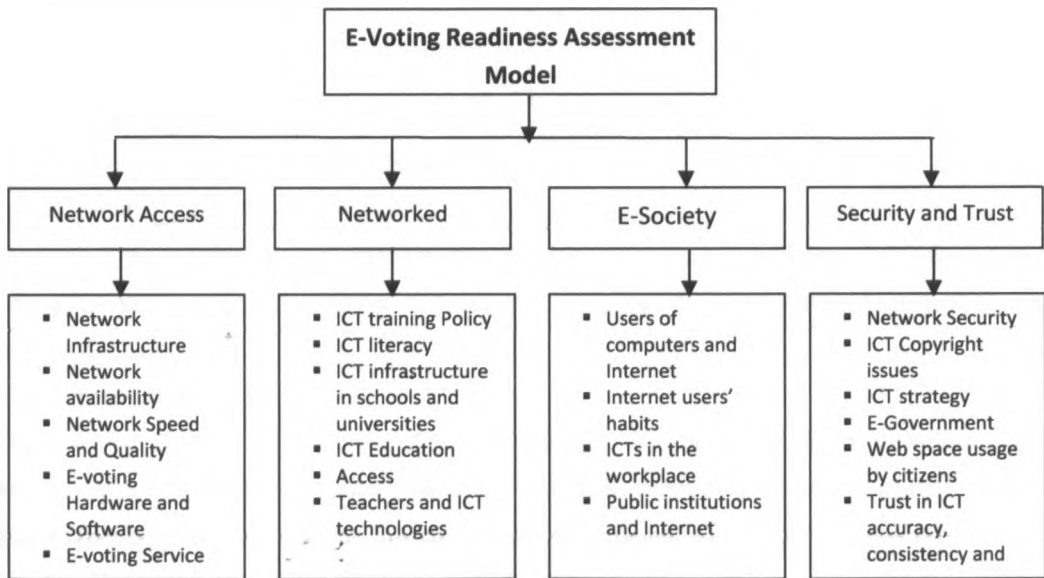 E-Voting Readiness Assessment
Model
Network Access
Networked
E-Society
Security and Trust
▪ Network
Infrastructure
▪ Network
availability
▪ Network Speed
and Quality
▪ E-voting
Hardware and
Software
▪ E-voting Service
▪ ICT training Policy
▪ ICT literacy
▪ ICT infrastructure
in schools and
universities
▪ ICT Education
▪ Access
▪ Teachers and ICT
technologies
▪ Users of
computers and
Internet
▪ Internet users’
habits
▪ ICTs in the
workplace
▪ Public institutions
and Internet
▪ Network Security
▪ ICT Copyright
issues
▪ ICT strategy
▪ E-Government
▪ Web space usage
by citizens
▪ Trust in ICT
accuracy,
consistency and